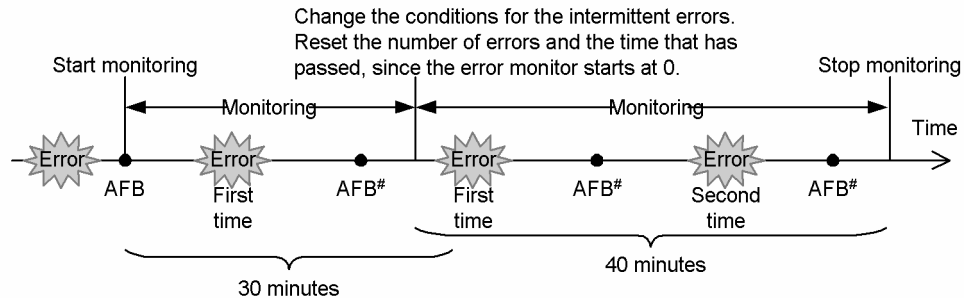 Change the conditions for the intermittent errors.
Reset the number of errors and the time that has
passed, since the error monitor starts at 0.
Start monitoring
Stop monitoring
Monitoring
Monitoring
Time
Error
Error
Error
Error
AFB
First
time
AFB#
First
time
AFB#
Second
time
AFB#
30 minutes
40 minutes